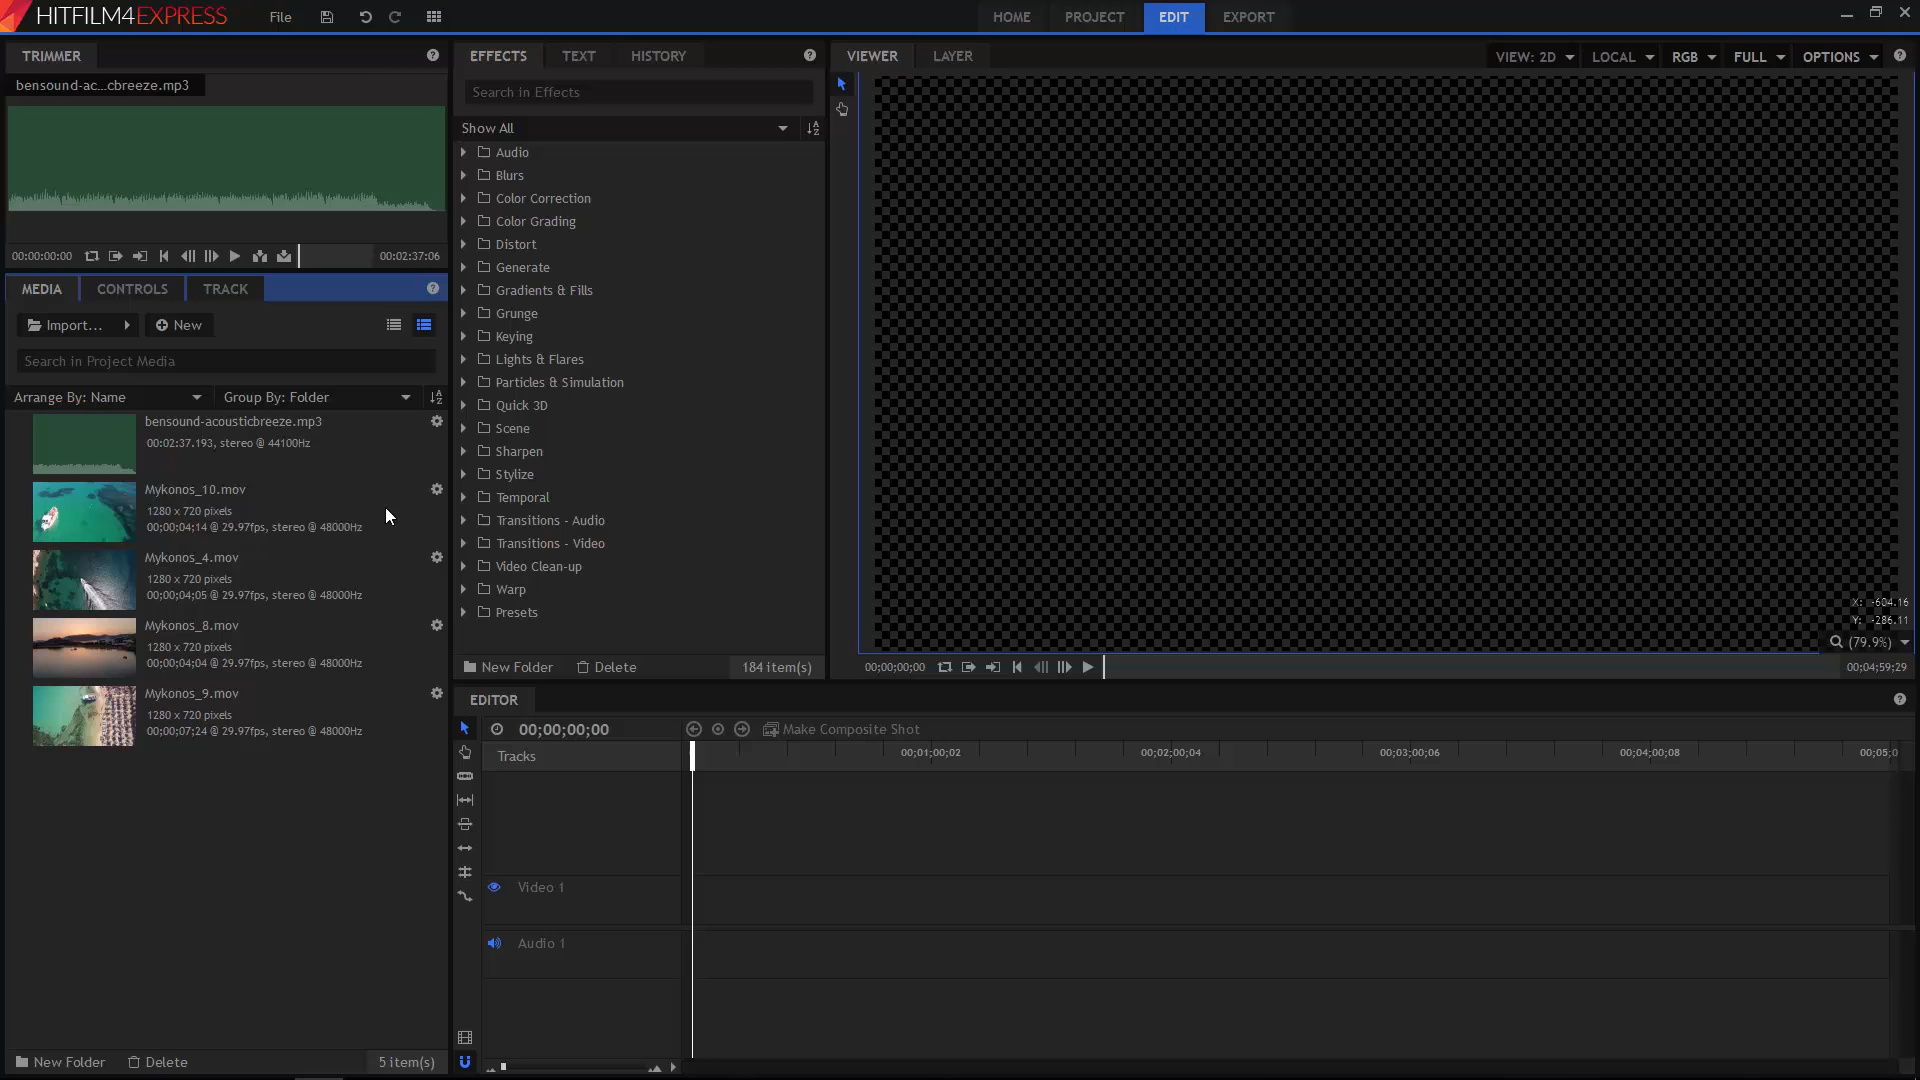 HITFILM4EXPRESS
File
HOME
PROJECT
EDIT
EXPORT
TRIMMER
bensound-ac...cbreeze.mp3
00:00:00:00
00:02:37:06
MEDIA
CONTROLS
TRACK
Import...
New
Search in Project Media
Arrange By: Name
Group By: Folder
bensound-acousticbreeze.mp3
00:02:37.193, stereo @ 44100Hz
Mykonos_10.mov
1280 x 720 pixels
00;00;04;14 @ 29.97fps, stereo @ 48000Hz
Mykonos_4.mov
1280 x 720 pixels
00;00;04;05 @ 29.97fps, stereo @ 48000Hz
Mykonos_8.mov
1280 x 720 pixels
00;00;04;04 @ 29.97fps, stereo @ 48000Hz
Mykonos_9.mov
1280 x 720 pixels
00;00;07;24 @ 29.97fps, stereo @ 48000Hz
New Folder
Delete
5 item(s)
EFFECTS
TEXT
HISTORY
Search in Effects
Show All
Audio
Blurs
Color Correction
Color Grading
Distort
Generate
Gradients & Fills
Grunge
Keying
Lights & Flares
Particles & Simulation
Quick 3D
Scene
Sharpen
Stylize
Temporal
Transitions - Audio
Transitions - Video
Video Clean-up
Warp
Presets
New Folder
Delete
184 item(s)
VIEWER
LAYER
VIEW: 2D
LOCAL
RGB
FULL
OPTIONS
X: -604.16
Y: -286.11
(79.9%)
00;00;00;00
00;04;59;29
EDITOR
00;00;00;00
Make Composite Shot
Tracks
00;01;00;02
00;02;00;04
00;03;00;06
00;04;00;08
00;05;0
Video 1
Audio 1